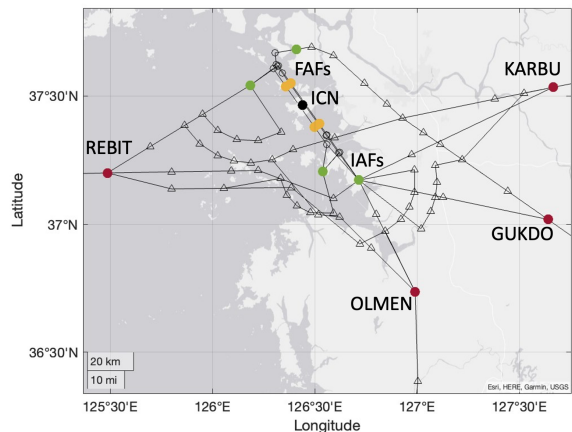 KARBU
FAFs
ICN
37°30'N
REBIT
IAFs
Latitude
37°N
GUKDO
OLMEN
36°30'N
20 km
10 mi
Esri, HERE, Garmin, USGS
125°30'E
126°E
126°30'E
127°E
127°30'E
Longitude